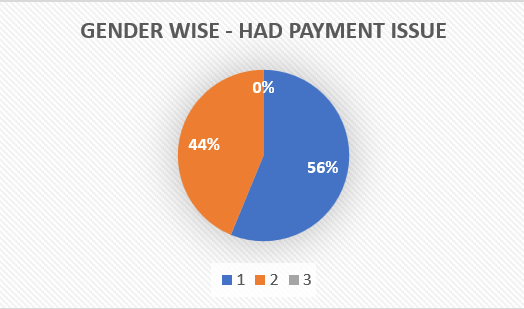 GENDER WISE - HAD PAYMENT ISSUE
0%
44%
56%
1 2 3